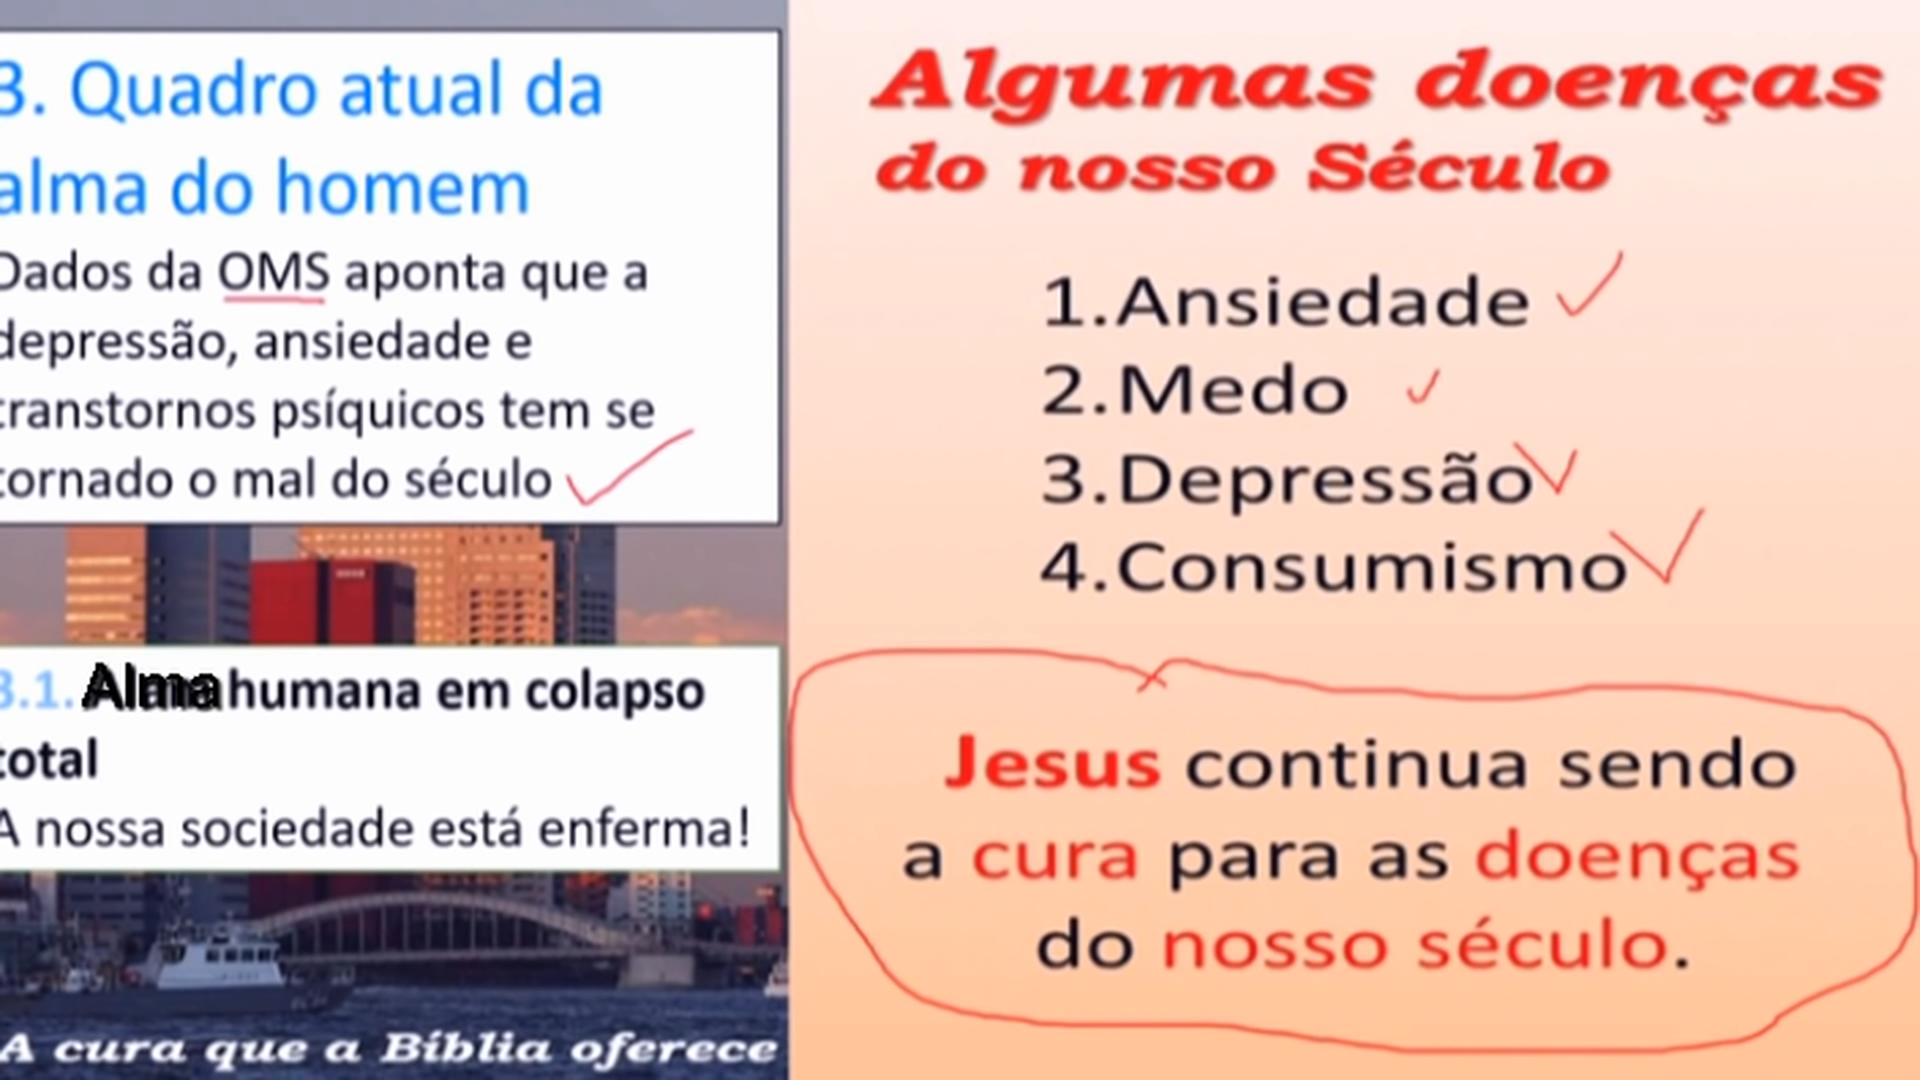 3. Quadro atual da
alma do homem
Dados da OMS aponta que a
depressão, ansiedade e
transtornos psíquicos tem se
tornado o mal do século
3.1. Alma humana em colapso
total
A nossa sociedade está enferma!
A cura que a Bíblia oferece
Algumas doenças
do nosso Século
1.Ansiedade
2.Medo
3.Depressão
4.Consumismo
Jesus continua sendo
a cura para as doenças
do nosso século.